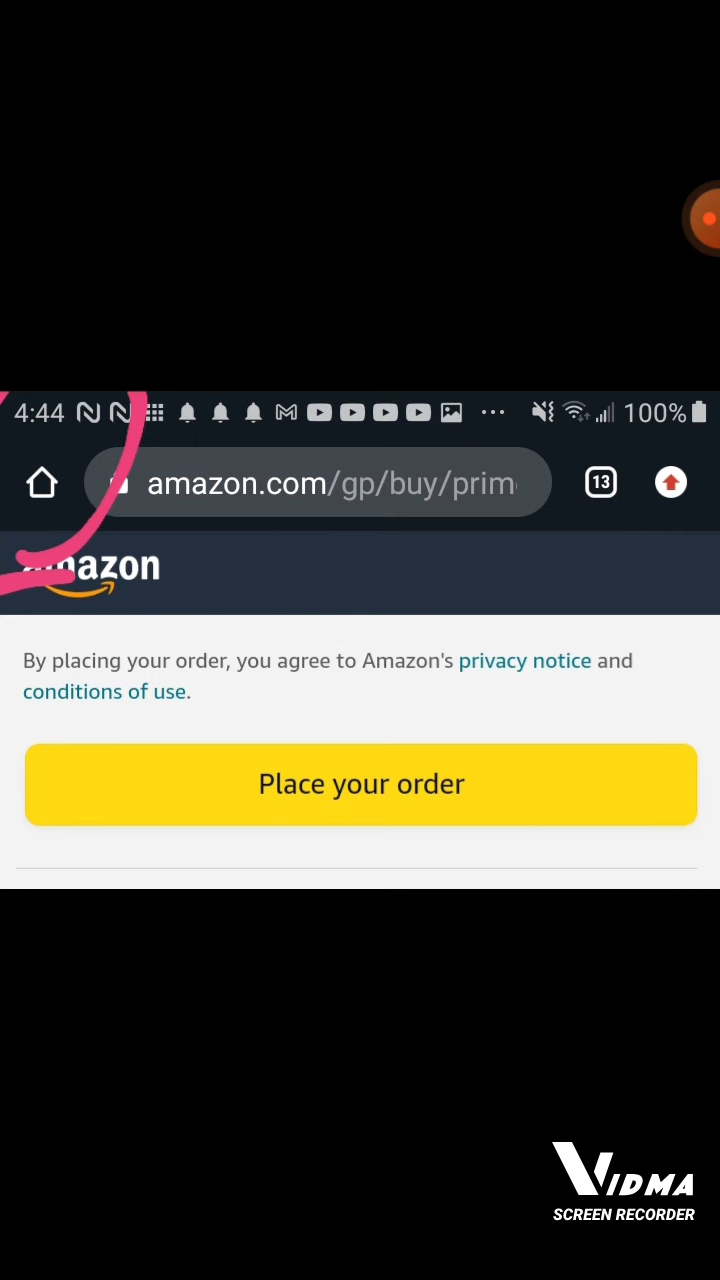 4:44 100%
amazon.com/gp/buy/prim
13
amazon
By placing your order, you agree to Amazon's privacy notice and
conditions of use.
Place your order
VIDMA
SCREEN RECORDER